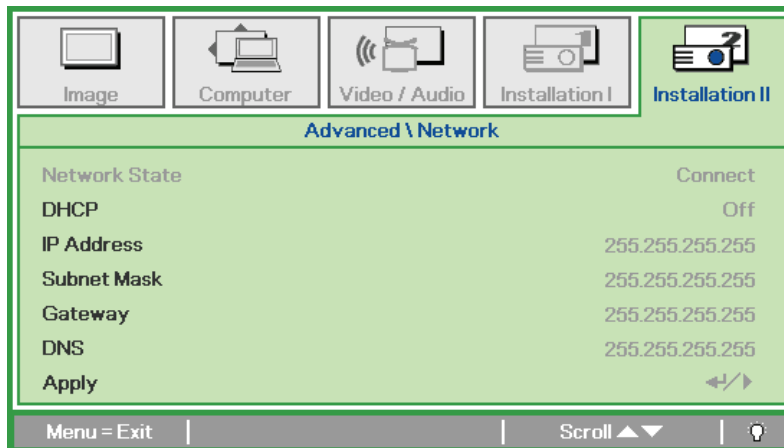 Image Computer Video / Audio Installation I Installation II
Advanced \ Network
Network State Connect
DHCP Off
IP Address 255.255.255.255
Subnet Mask 255.255.255.255
Gateway 255.255.255.255
DNS 255.255.255.255
Apply
Menu = Exit Scroll